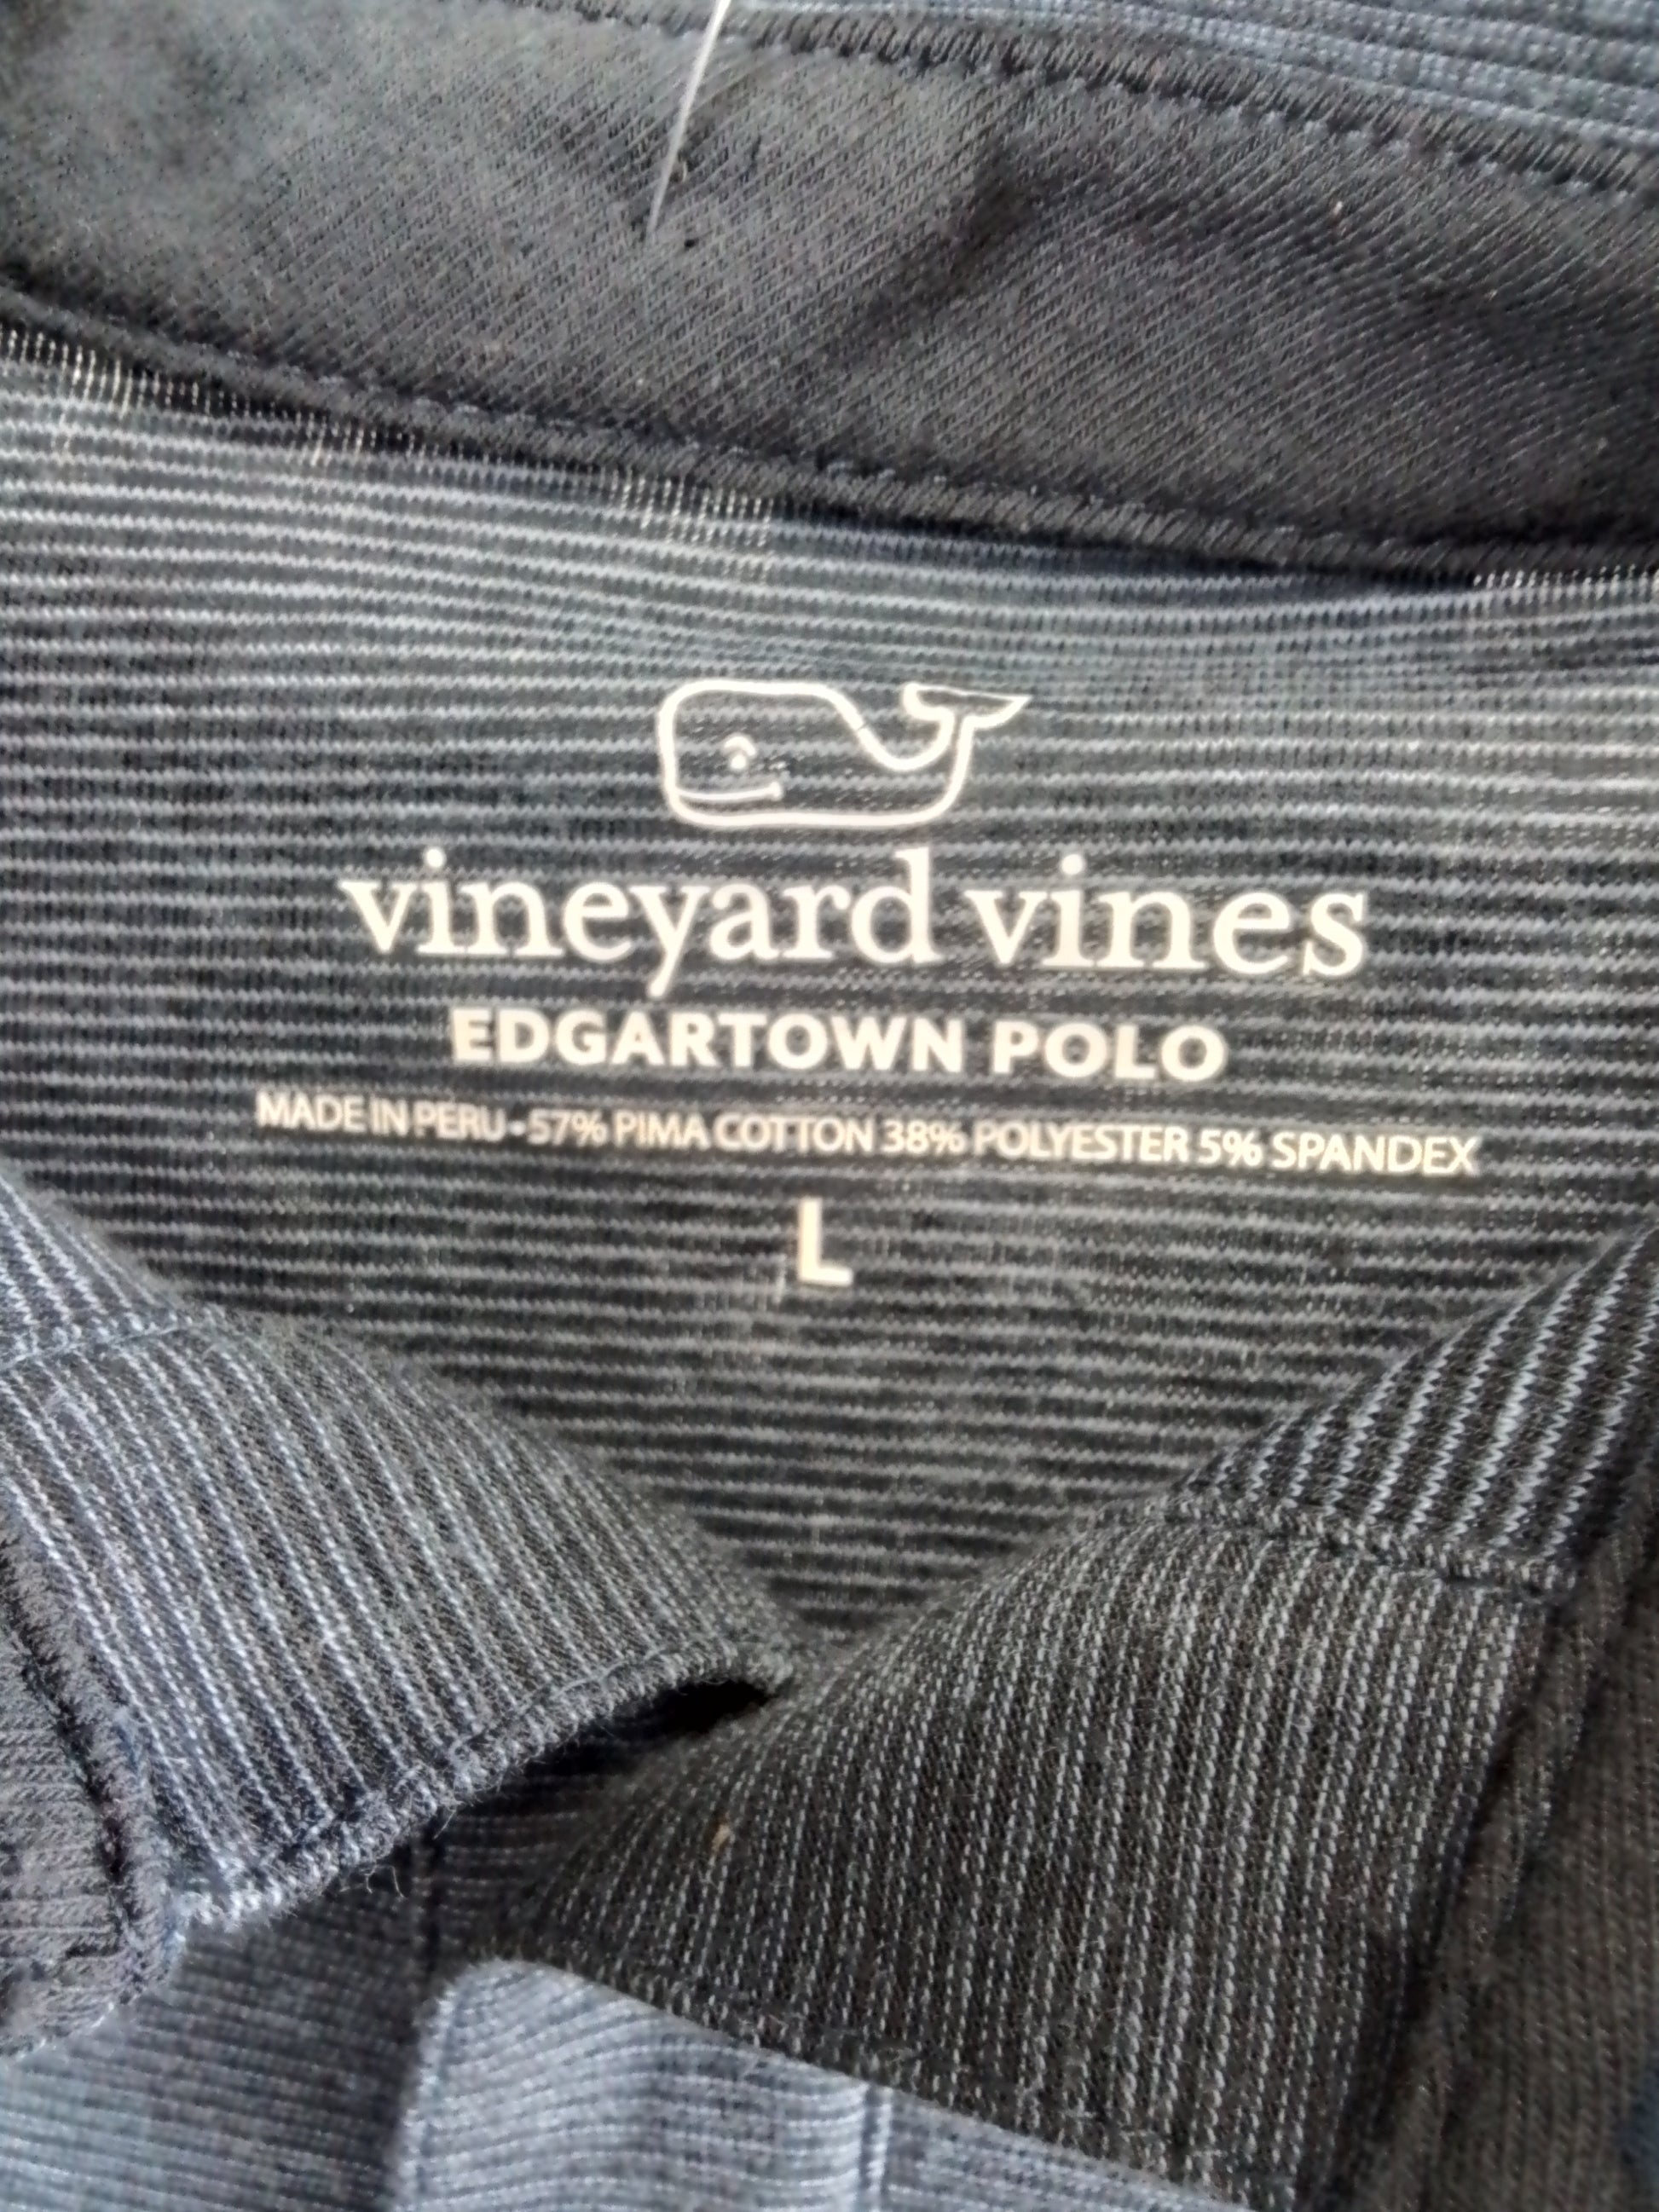 vineyard vines
EDGARTOWN POLO
MADE IN PERU - 57% PIMA COTTON 38% POLYESTER 5% SPANDEX
L